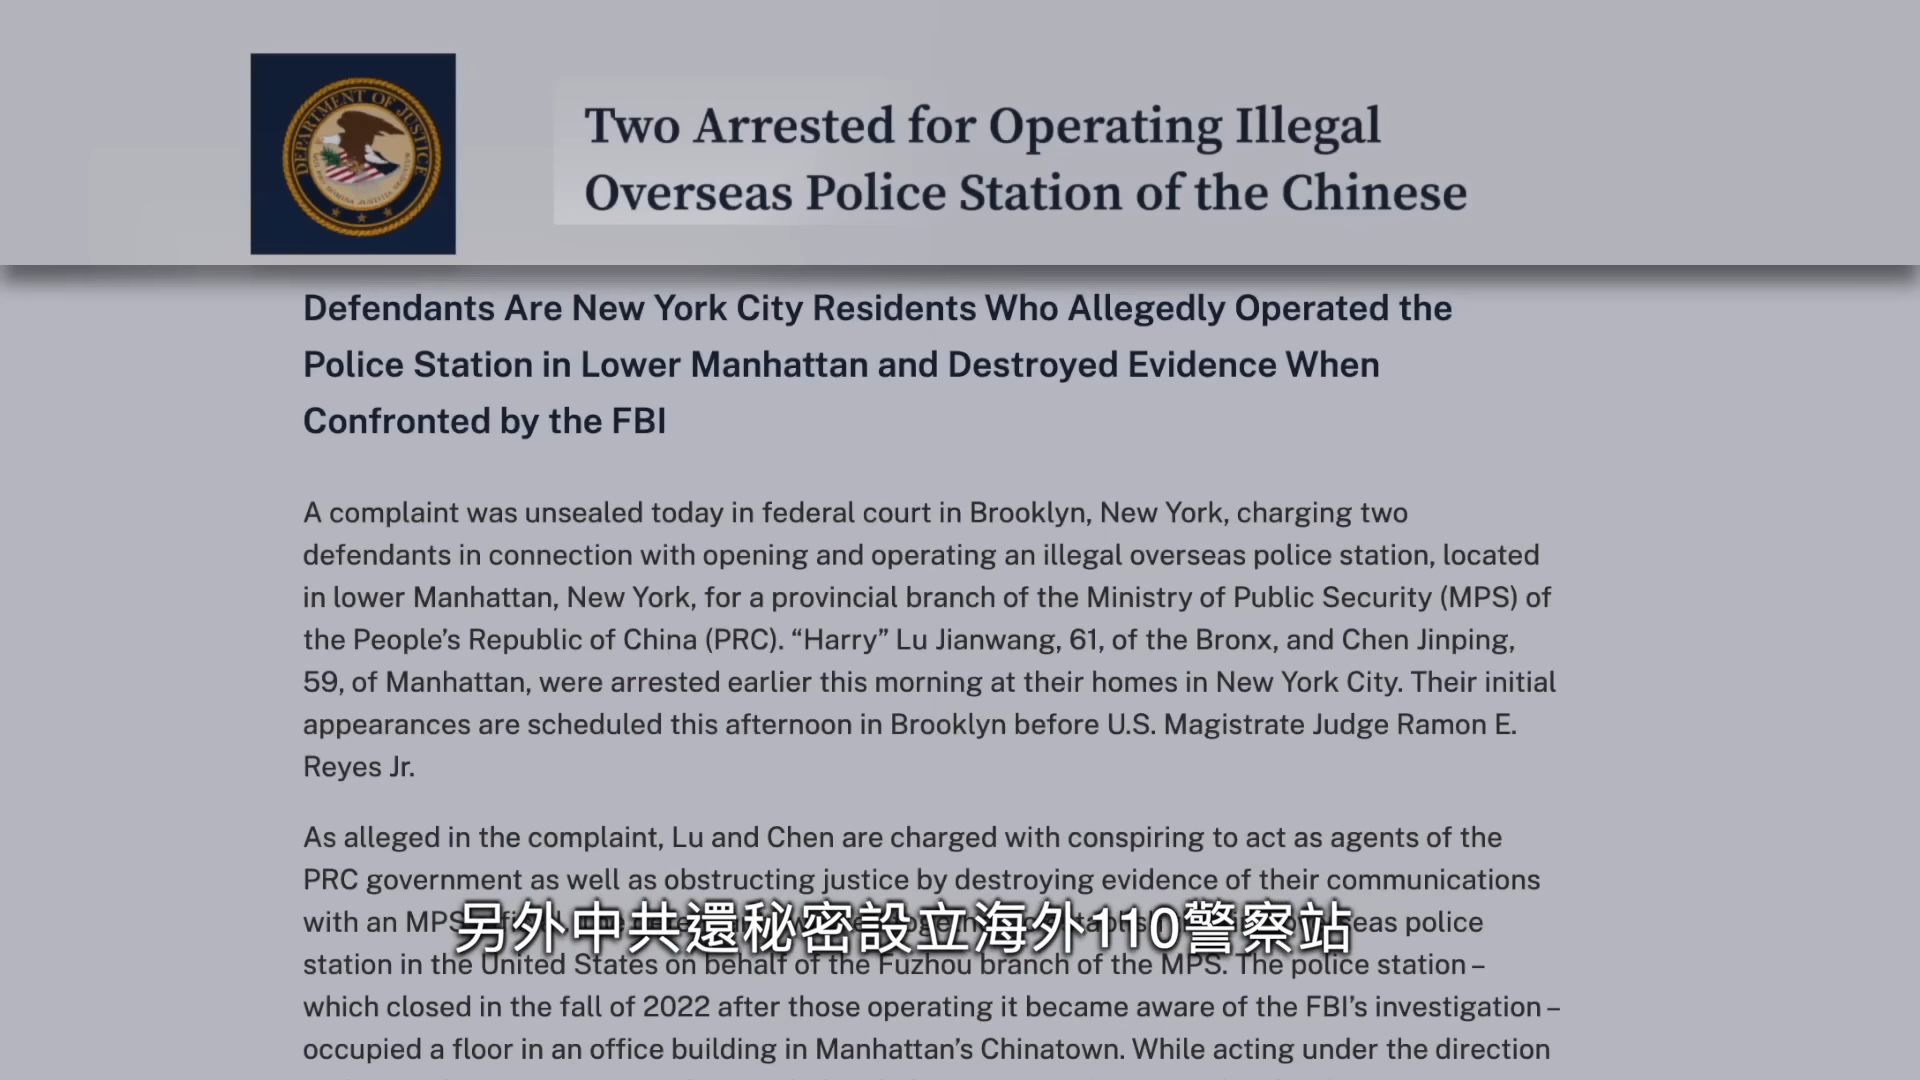 DEPARTMENT OF JUSTICE
Two Arrested for Operating Illegal
Overseas Police Station of the Chinese
Defendants Are New York City Residents Who Allegedly Operated the
Police Station in Lower Manhattan and Destroyed Evidence When
Confronted by the FBI
A complaint was unsealed today in federal court in Brooklyn, New York, charging two
defendants in connection with opening and operating an illegal overseas police station, located
in lower Manhattan, New York, for a provincial branch of the Ministry of Public Security (MPS) of
the People’s Republic of China (PRC). “Harry” Lu Jianwang, 61, of the Bronx, and Chen Jinping,
59, of Manhattan, were arrested earlier this morning at their homes in New York City. Their initial
appearances are scheduled this afternoon in Brooklyn before U.S. Magistrate Judge Ramon E.
Reyes Jr.
As alleged in the complaint, Lu and Chen are charged with conspiring to act as agents of the
PRC government as well as obstructing justice by destroying evidence of their communications
with an MPS police
另外中共還秘密設立海外110警察站
station in the United States on behalf of the Fuzhou branch of the MPS. The police station –
which closed in the fall of 2022 after those operating it became aware of the FBI’s investigation –
occupied a floor in an office building in Manhattan’s Chinatown. While acting under the direction